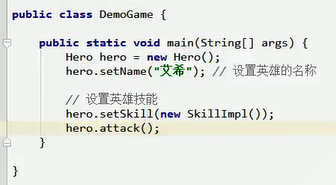 public class DemoGame {
public static void main(String[] args) {
Hero hero = new Hero();
hero.setName("艾希"); // 设置英雄的名称
// 设置英雄技能
hero.setSkill(new SkillImpl());
hero.attack();
}
}